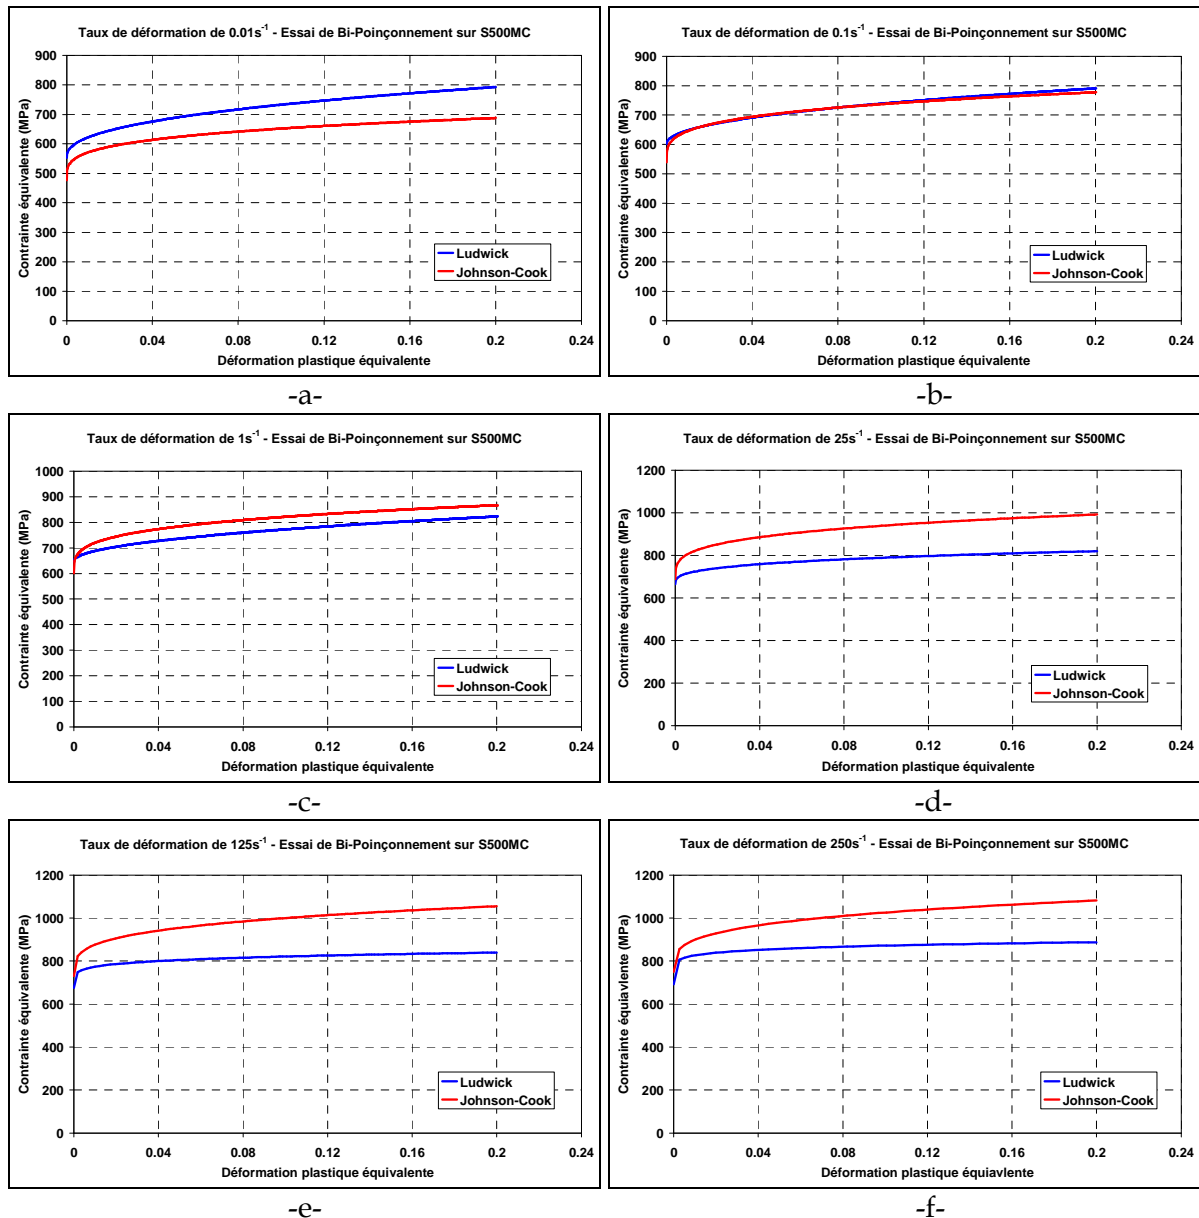 Taux de déformation de 0.01s⁻¹ - Essai de Bi-Poinçonnement sur S500MC
Contrainte équivalente (MPa)
900
800
700
600
500
400
300
200
100
0
0 0.04 0.08 0.12 0.16 0.2 0.24
Déformation plastique équivalente
Ludwick
Johnson-Cook
-a-
Taux de déformation de 0.1s⁻¹ - Essai de Bi-Poinçonnement sur S500MC
Contrainte équivalente (MPa)
900
800
700
600
500
400
300
200
100
0
0 0.04 0.08 0.12 0.16 0.2 0.24
Déformation plastique équivalente
Ludwick
Johnson-Cook
-b-
Taux de déformation de 1s⁻¹ - Essai de Bi-Poinçonnement sur S500MC
Contrainte équivalente (MPa)
1000
900
800
700
600
500
400
300
200
100
0
0 0.04 0.08 0.12 0.16 0.2 0.24
Déformation plastique équivalente
Ludwick
Johnson-Cook
-c-
Taux de déformation de 25s⁻¹ - Essai de Bi-Poinçonnement sur S500MC
Contrainte équivalente (MPa)
1200
1000
800
600
400
200
0
0 0.04 0.08 0.12 0.16 0.2 0.24
Déformation plastique équivalente
Ludwick
Johnson-Cook
-d-
Taux de déformation de 125s⁻¹ - Essai de Bi-Poinçonnement sur S500MC
Contrainte équivalente (MPa)
1200
1000
800
600
400
200
0
0 0.04 0.08 0.12 0.16 0.2 0.24
Déformation plastique équivalente
Ludwick
Johnson-Cook
-e-
Taux de déformation de 250s⁻¹ - Essai de Bi-Poinçonnement sur S500MC
Contrainte équiavlente (MPa)
1200
1000
800
600
400
200
0
0 0.04 0.08 0.12 0.16 0.2 0.24
Déformation plastique équiavlente
Ludwick
Johnson-Cook
-f-